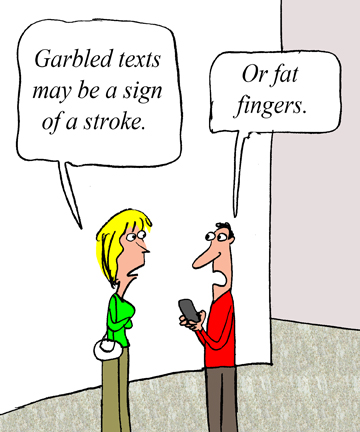 Garbled texts
may be a sign
of a stroke.
Or fat
fingers.